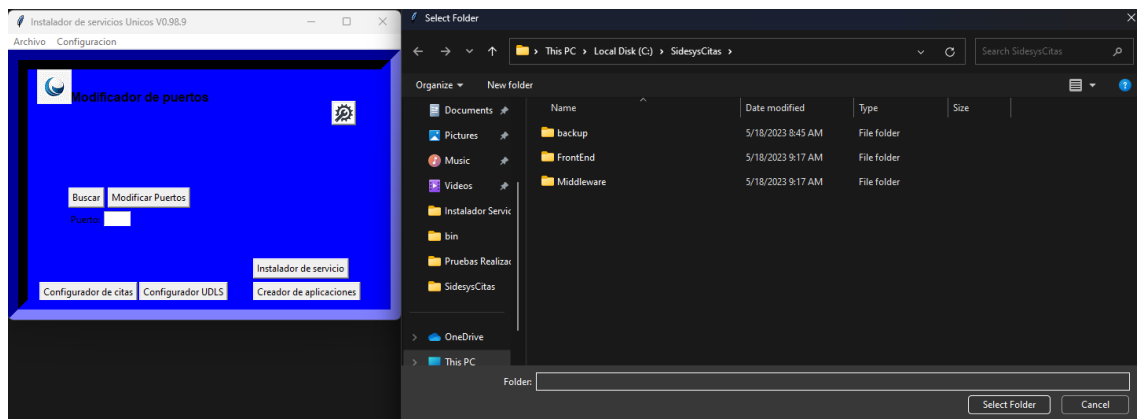 Instalador de servicios Unicos V0.98.9
Archivo Configuracion
Modificador de puertos
Buscar Modificar Puertos
Puerto:
Instalador de servicio
Configurador de citas Configurador UDLS Creador de aplicaciones
Select Folder
This PC > Local Disk (C:) > SidesysCitas >
Search SidesysCitas
Organize New folder
Name Date modified Type Size
Documents
Pictures
Music
Videos
Instalador Servic
bin
Pruebas Realizac
SidesysCitas
OneDrive
This PC
backup 5/18/2023 8:45 AM File folder
FrontEnd 5/18/2023 9:17 AM File folder
Middleware 5/18/2023 9:17 AM File folder
Folder:
Select Folder Cancel